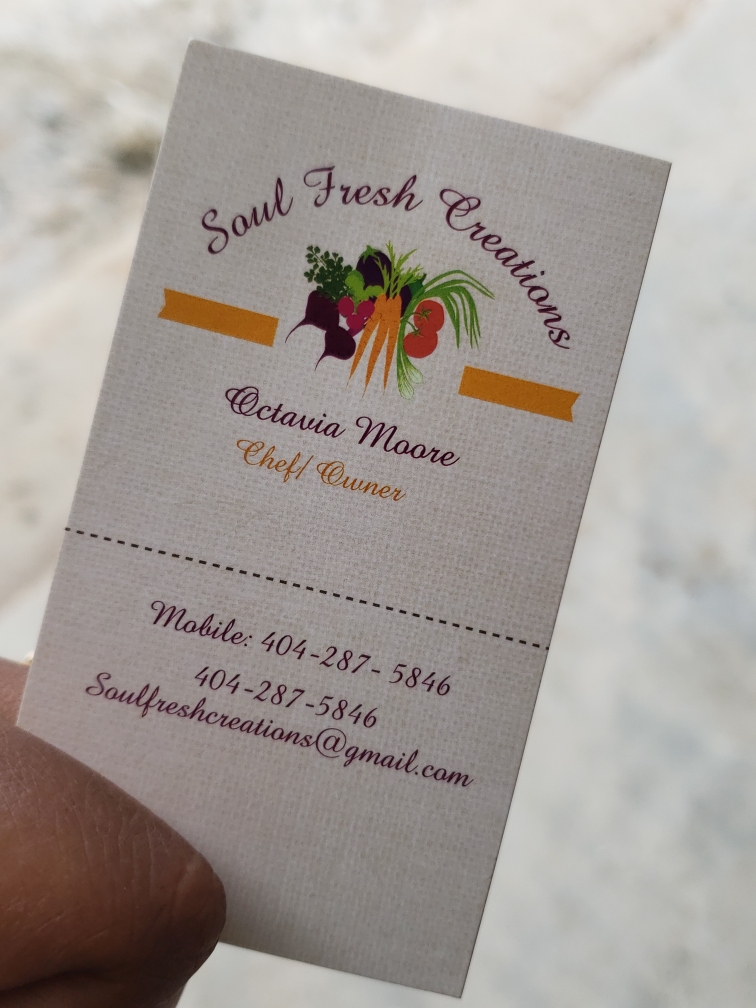 Soul Fresh Creations
Octavia Moore
Chef/ Owner
Mobile: 404-287- 5846
404-287-5846
Soulfreshcreations@gmail.com